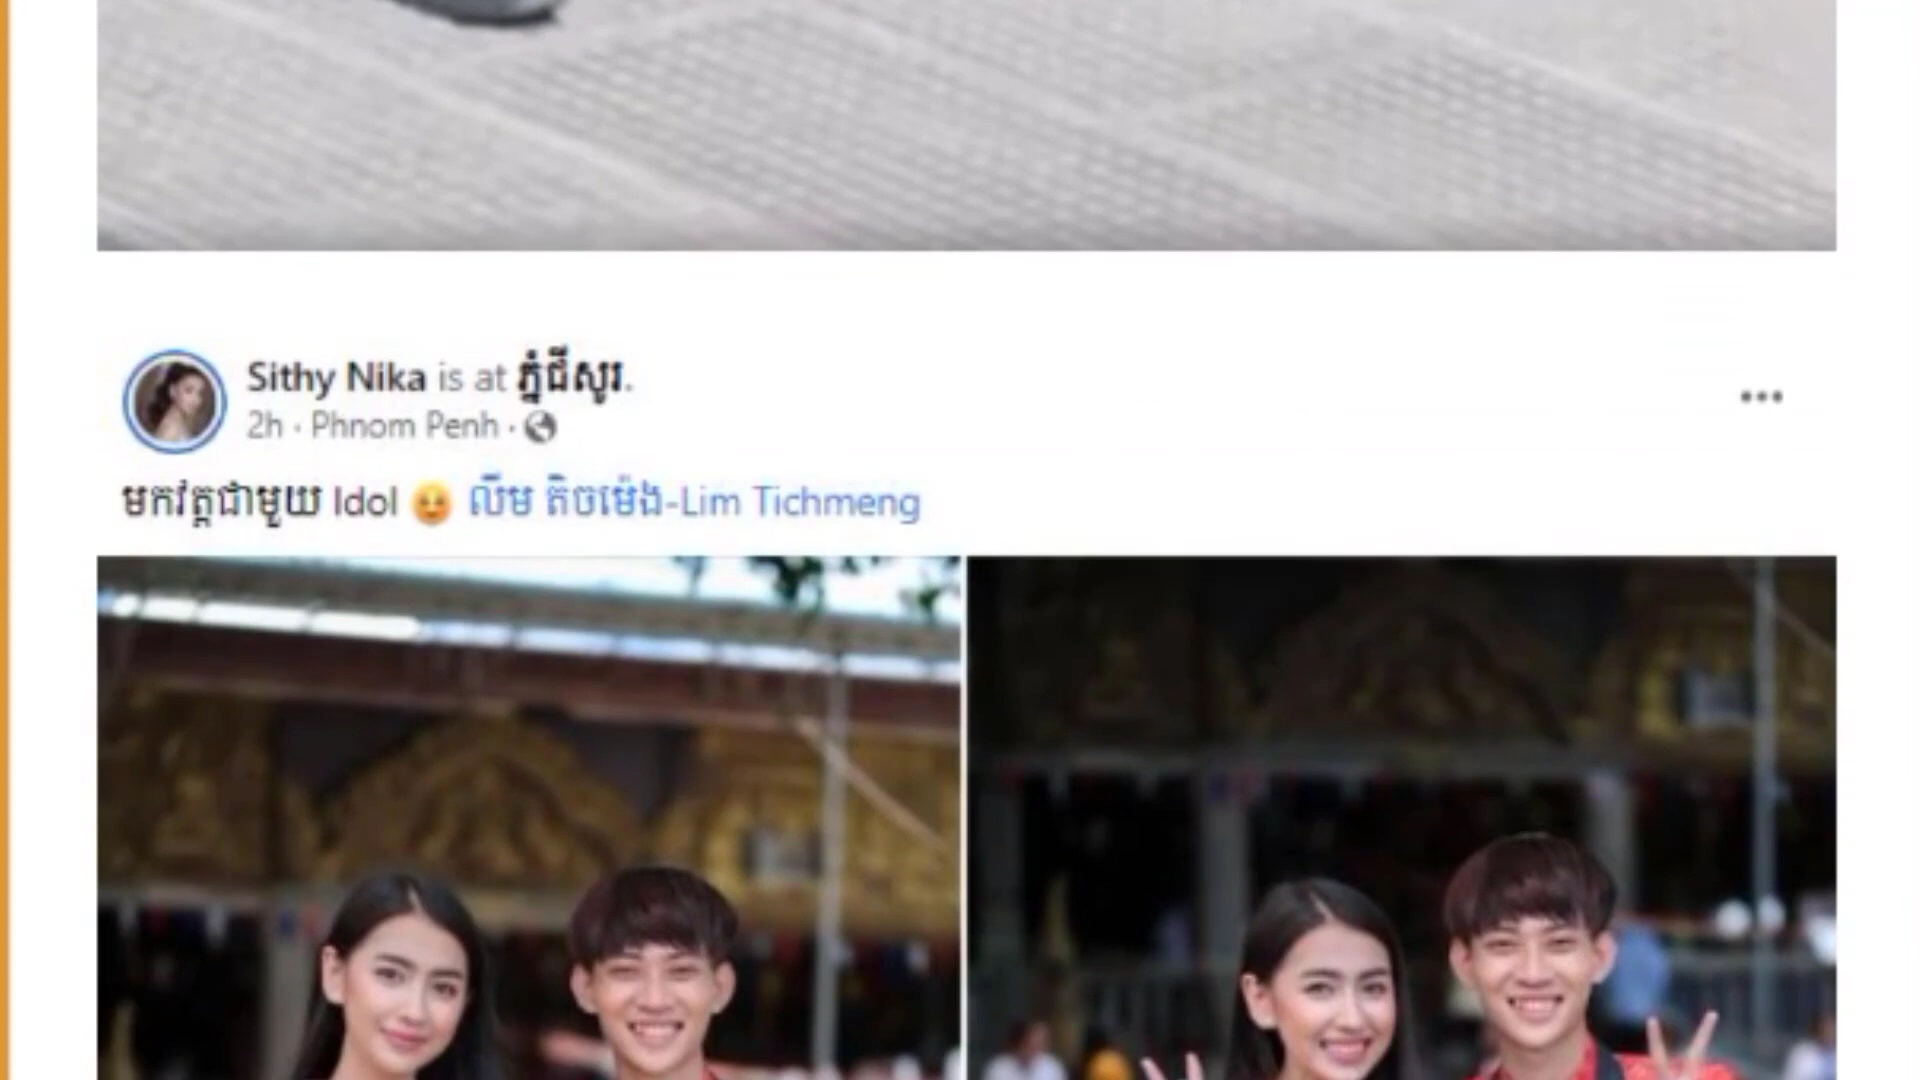 Sithy Nika is at ភ្នំជីសូរ.
2h · Phnom Penh ·
មកវត្តជាមួយ Idol 🥹 លឹម តិចម៉េង-Lim Tichmeng